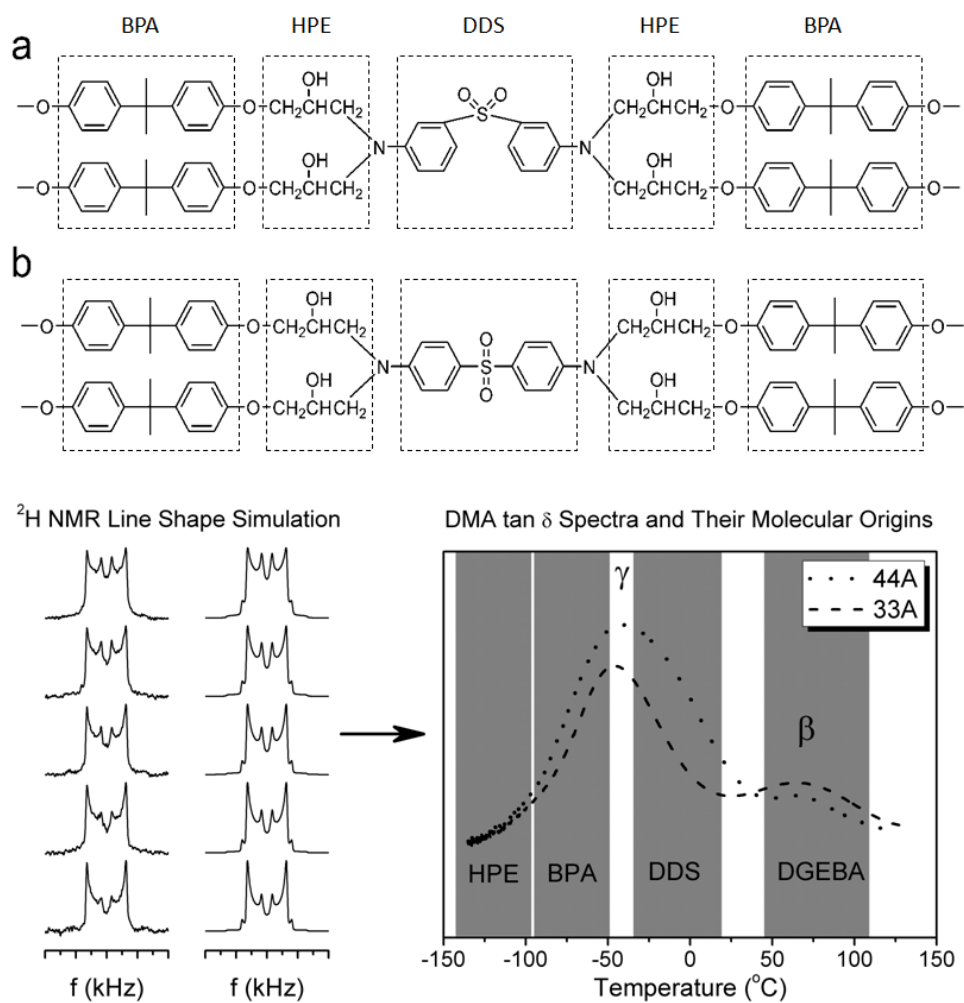 BPA HPE DDS HPE BPA
a
OH O O OH
—O O CH₂CHCH₂ S CH₂CHCH₂ O O—
N N
OH OH
—O O CH₂CHCH₂ CH₂CHCH₂ O O—
b
OH OH
—O O CH₂CHCH₂ O CH₂CHCH₂ O O—
N S N
OH O OH
—O O CH₂CHCH₂ CH₂CHCH₂ O O—
²H NMR Line Shape Simulation
DMA tan δ Spectra and Their Molecular Origins
γ
44A
33A
β
HPE BPA DDS DGEBA
-150 -100 -50 0 50 100 150
f (kHz) f (kHz)
Temperature (°C)